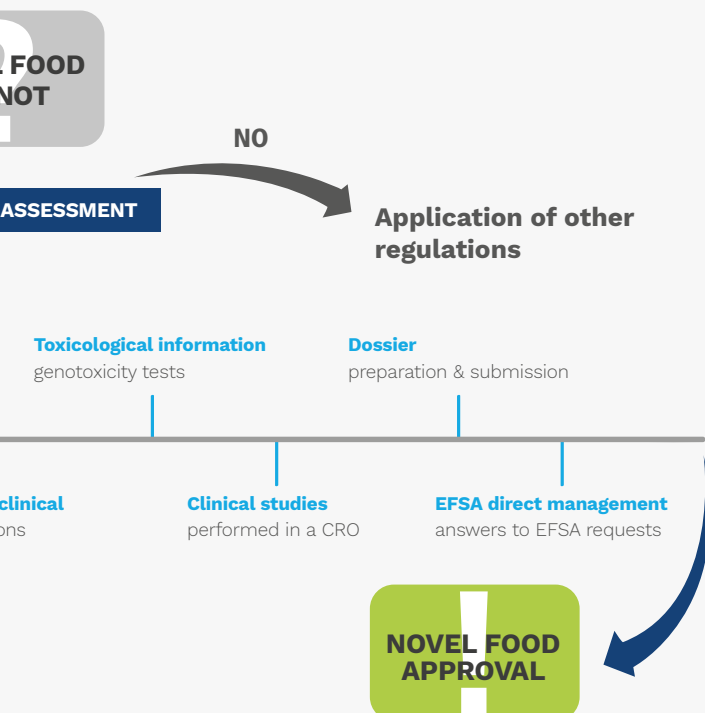 FOOD
NOT
NO
ASSESSMENT
Application of other
regulations
Toxicological information
genotoxicity tests
Dossier
preparation & submission
clinical
Clinical studies
EFSA direct management
ons
performed in a CRO
answers to EFSA requests
NOVEL FOOD
APPROVAL